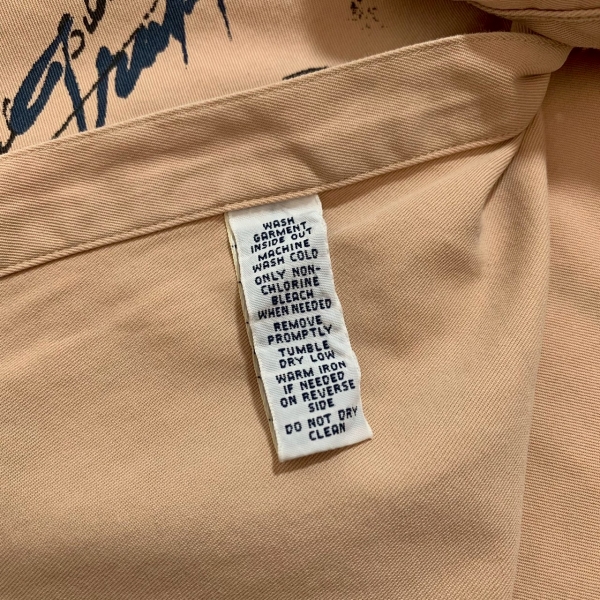 WASH
GARMENT
INSIDE OUT
MACHINE
WASH COLD
ONLY NON-
CHLORINE
BLEACH
WHEN NEEDED
REMOVE
PROMPTLY
TUMBLE
DRY LOW
WARM IRON
IF NEEDED
ON REVERSE
SIDE
DO NOT DRY
CLEAN